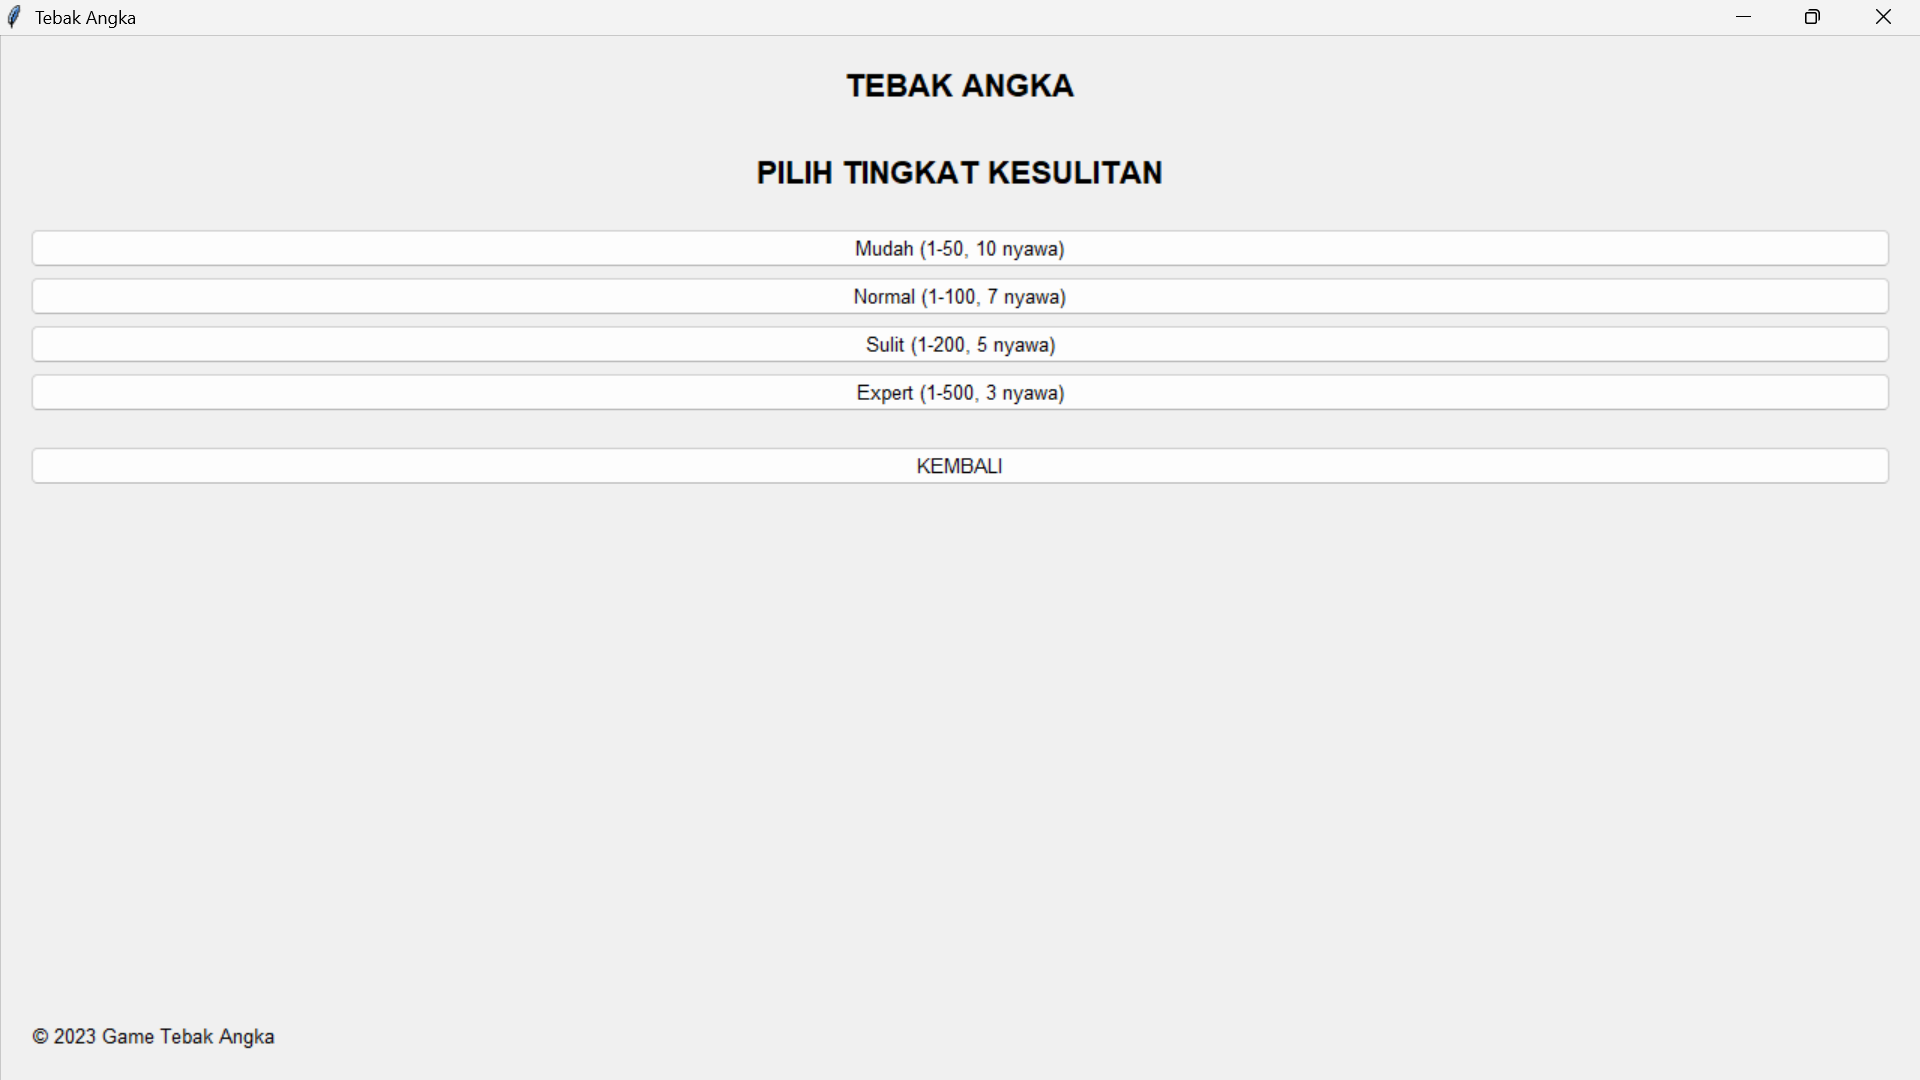 Tebak Angka
TEBAK ANGKA
PILIH TINGKAT KESULITAN
Mudah (1-50, 10 nyawa)
Normal (1-100, 7 nyawa)
Sulit (1-200, 5 nyawa)
Expert (1-500, 3 nyawa)
KEMBALI
© 2023 Game Tebak Angka